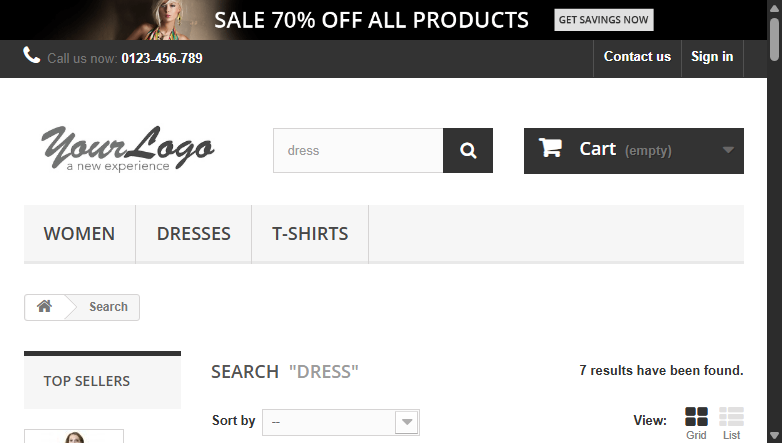 SALE 70% OFF ALL PRODUCTS GET SAVINGS NOW
Call us now: 0123-456-789 Contact us Sign in
YourLogo
a new experience
dress
Cart (empty)
WOMEN DRESSES T-SHIRTS
Search
TOP SELLERS
SEARCH "DRESS" 7 results have been found.
Sort by -- View:
Grid List